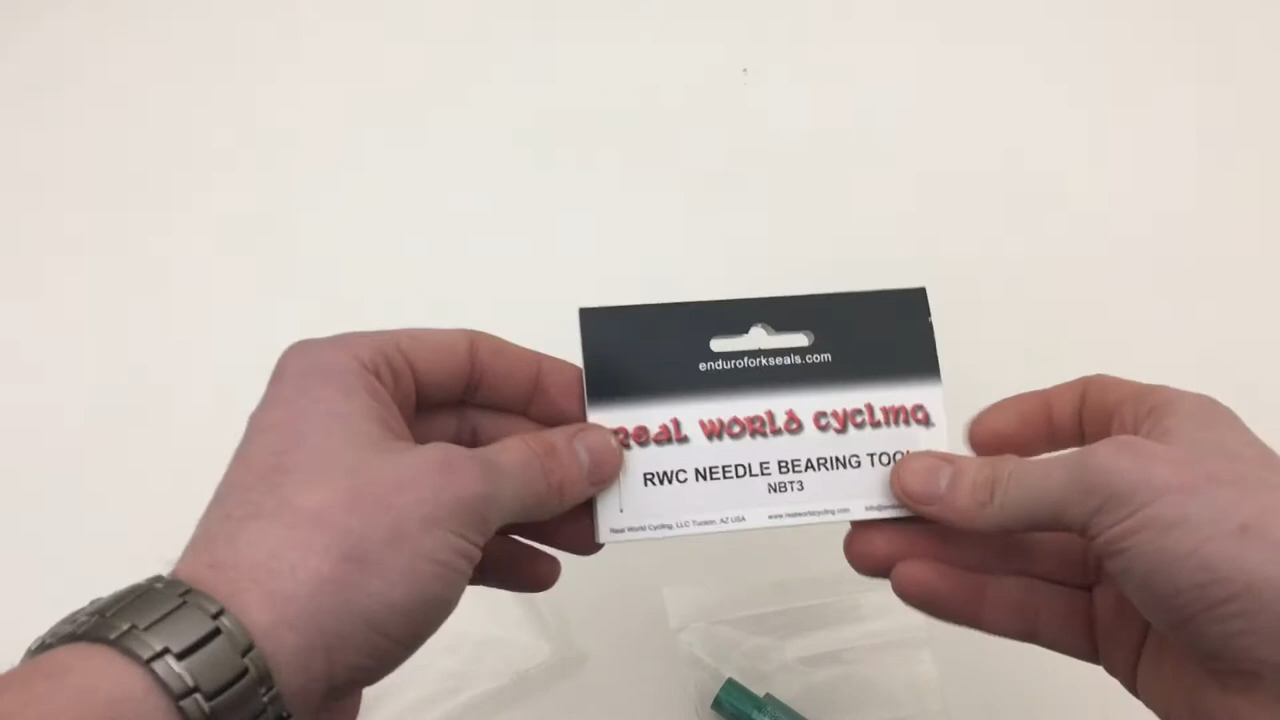 enduroforkseals.com
Real World Cycling
RWC NEEDLE BEARING TOOL
NBT3
Real World Cycling, LLC Tucson, AZ USA www.realworldcycling.com